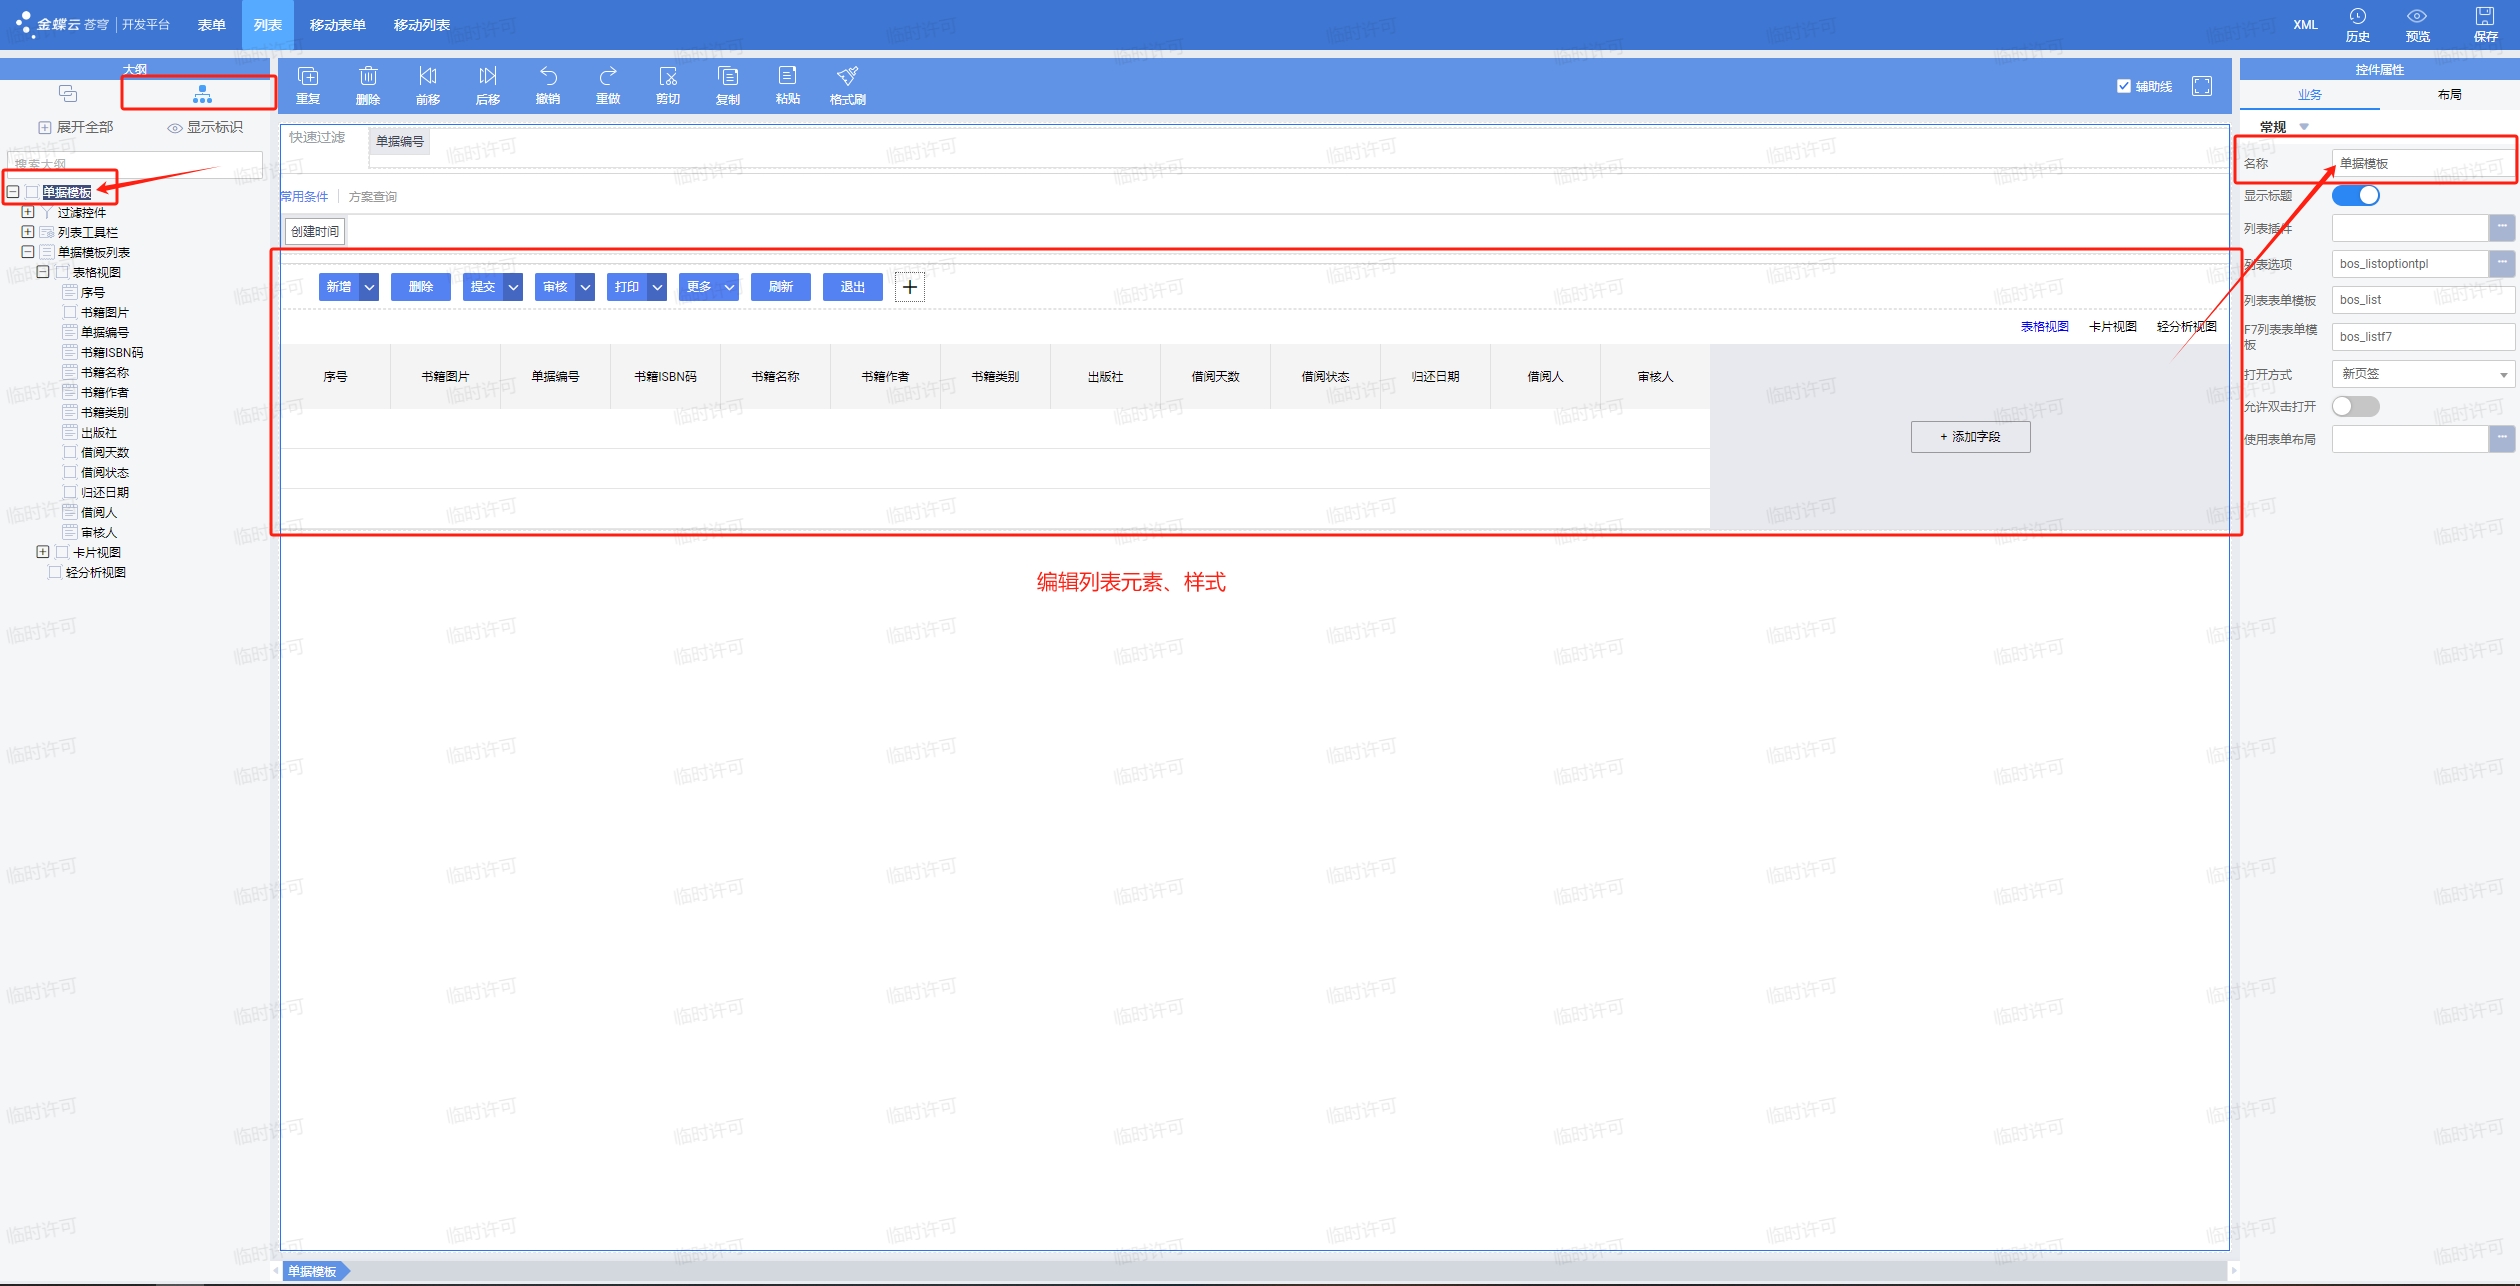 金蝶云 苍穹 | 开发平台 表单 列表 移动表单 移动列表 XML 历史 预览 保存
大纲
展开全部 显示标识
搜索大纲
单据模板
过滤控件
列表工具栏
单据模板列表
表格视图
序号
书籍图片
单据编号
书籍ISBN码
书籍名称
书籍作者
书籍类别
出版社
借阅天数
借阅状态
归还日期
借阅人
审核人
卡片视图
轻分析视图
重复 删除 前移 后移 撤销 重做 剪切 复制 粘贴 格式刷 辅助线
快速过滤 单据编号
常用条件 方案查询
创建时间
新增 删除 提交 审核 打印 更多 刷新 退出
表格视图 卡片视图 轻分析视图
序号 书籍图片 单据编号 书籍ISBN码 书籍名称 书籍作者 书籍类别 出版社 借阅天数 借阅状态 归还日期 借阅人 审核人
+ 添加字段
编辑列表元素、样式
单据模板
控件属性
业务 布局
常规
名称 单据模板
显示标题
列表插件
列表选项 bos_listoptiontpl
列表表单模板 bos_list
F7列表表单模板 bos_listf7
打开方式 新页签
允许双击打开
使用表单布局
临时许可